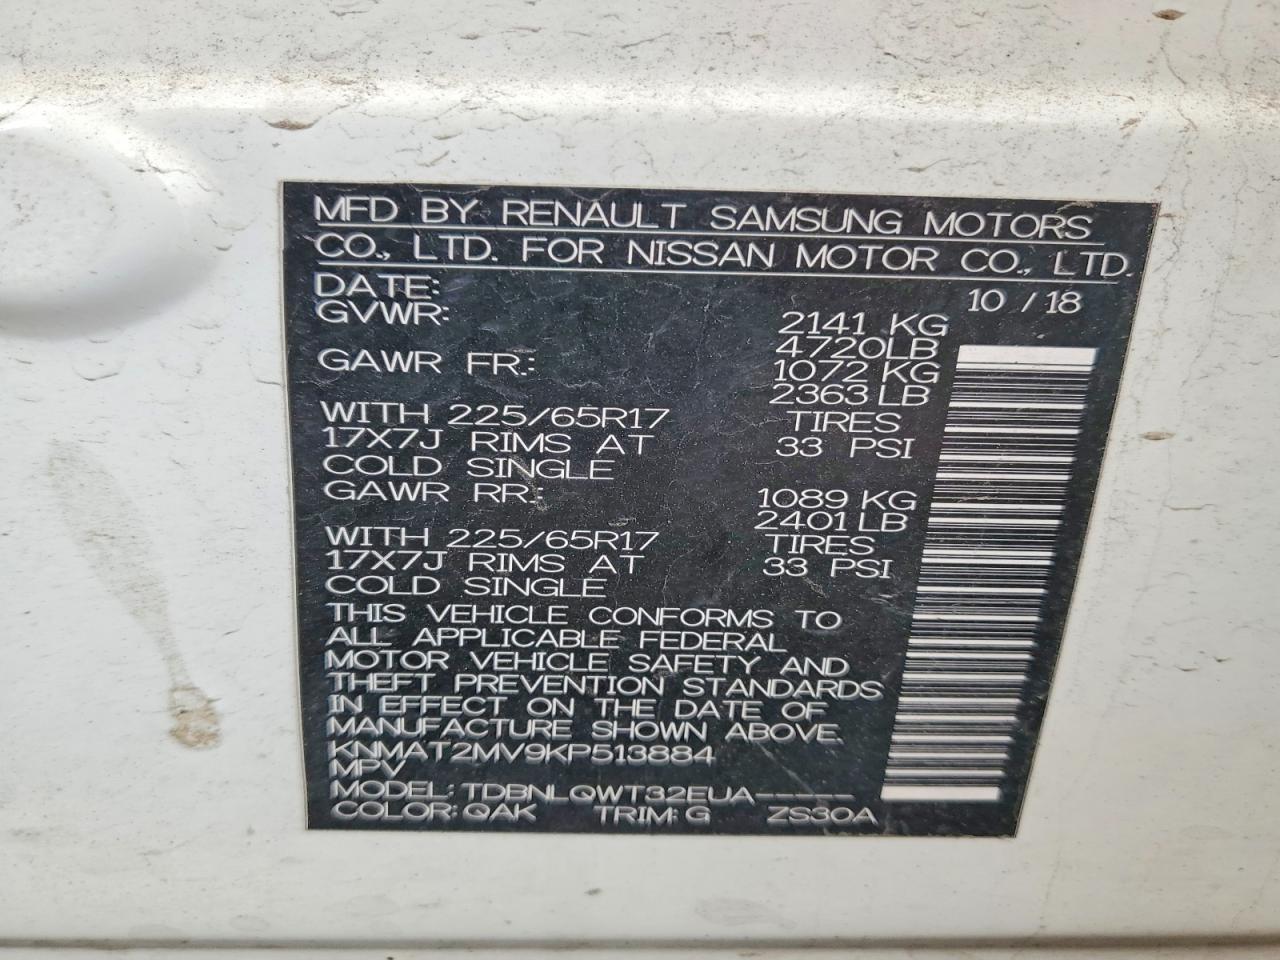 MFD BY RENAULT SAMSUNG MOTORS
CO., LTD. FOR NISSAN MOTOR CO., LTD.
DATE: 10 / 18
GVWR: 2141 KG
4720LB
GAWR FR.: 1072 KG
2363 LB
WITH 225/65R17 TIRES
17X7J RIMS AT 33 PSI
COLD SINGLE
GAWR RR.: 1089 KG
2401 LB
WITH 225/65R17 TIRES
17X7J RIMS AT 33 PSI
COLD SINGLE
THIS VEHICLE CONFORMS TO
ALL APPLICABLE FEDERAL
MOTOR VEHICLE SAFETY AND
THEFT PREVENTION STANDARDS
IN EFFECT ON THE DATE OF
MANUFACTURE SHOWN ABOVE.
KNMAT2MV9KP513884
MPV
MODEL: TDBNLQWT32EUA-----
COLOR: QAK TRIM: G ZS30A